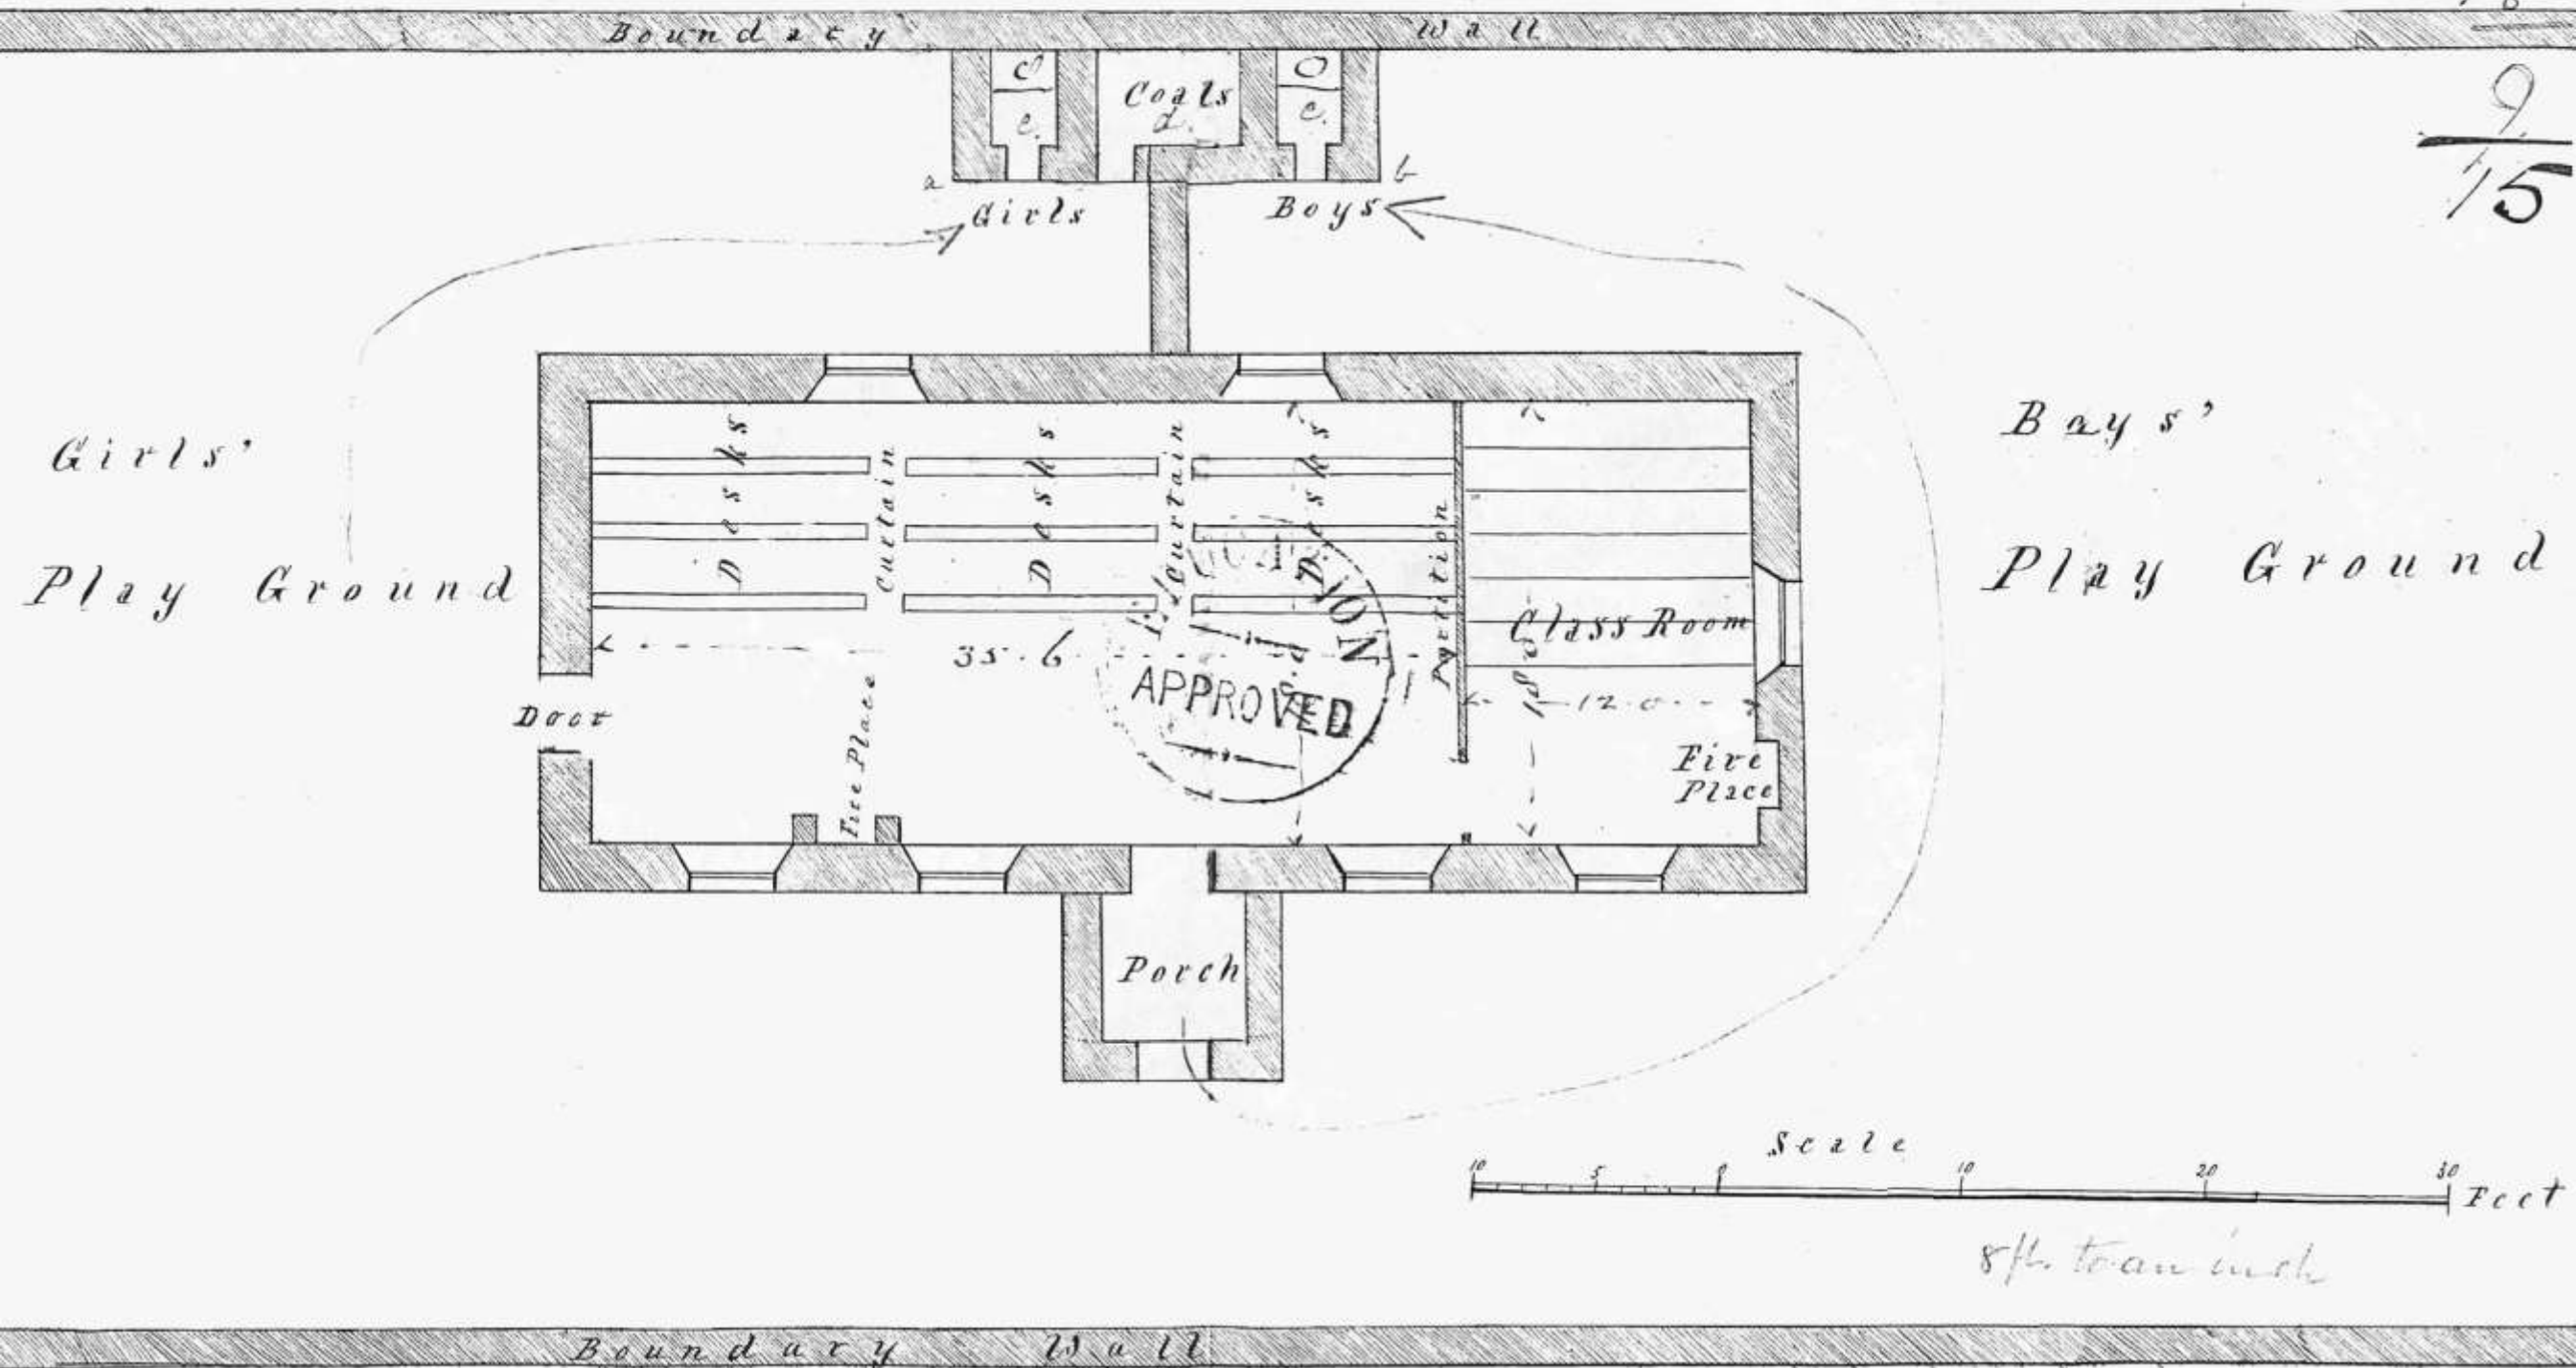 Boundary Wall
9
15
Coals
d.
e.
e.
a
b
Girls
Boys
Girls'
Play Ground
Boys'
Play Ground
Desks
Curtain
Desks
Curtain
Desks
Partition
Class Room
35.6
12.0
18.0
APPROVED
Door
Fire Place
Fire
Place
Porch
Scale
10 5 0 10 20 30 Feet
8 ft. to an inch
Boundary Wall